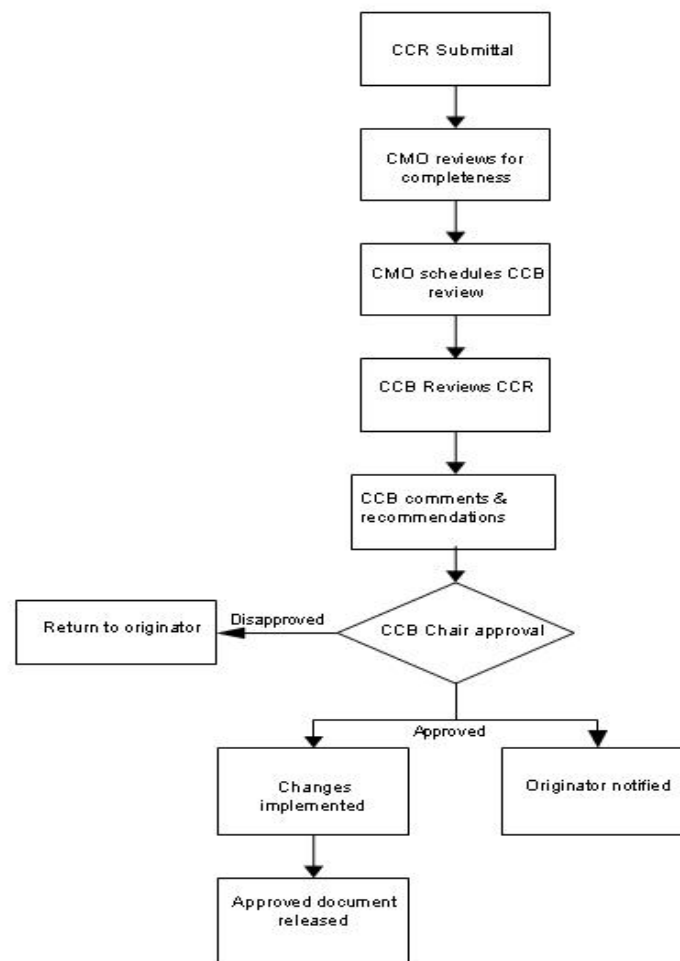 CCR Submittal
CMO reviews for
completeness
CMO schedules CCB
review
CCB Reviews CCR
CCB comments &
recommendations
Return to originator
Disapproved
CCB Chair approval
Approved
Changes
implemented
Originator notified
Approved document
released